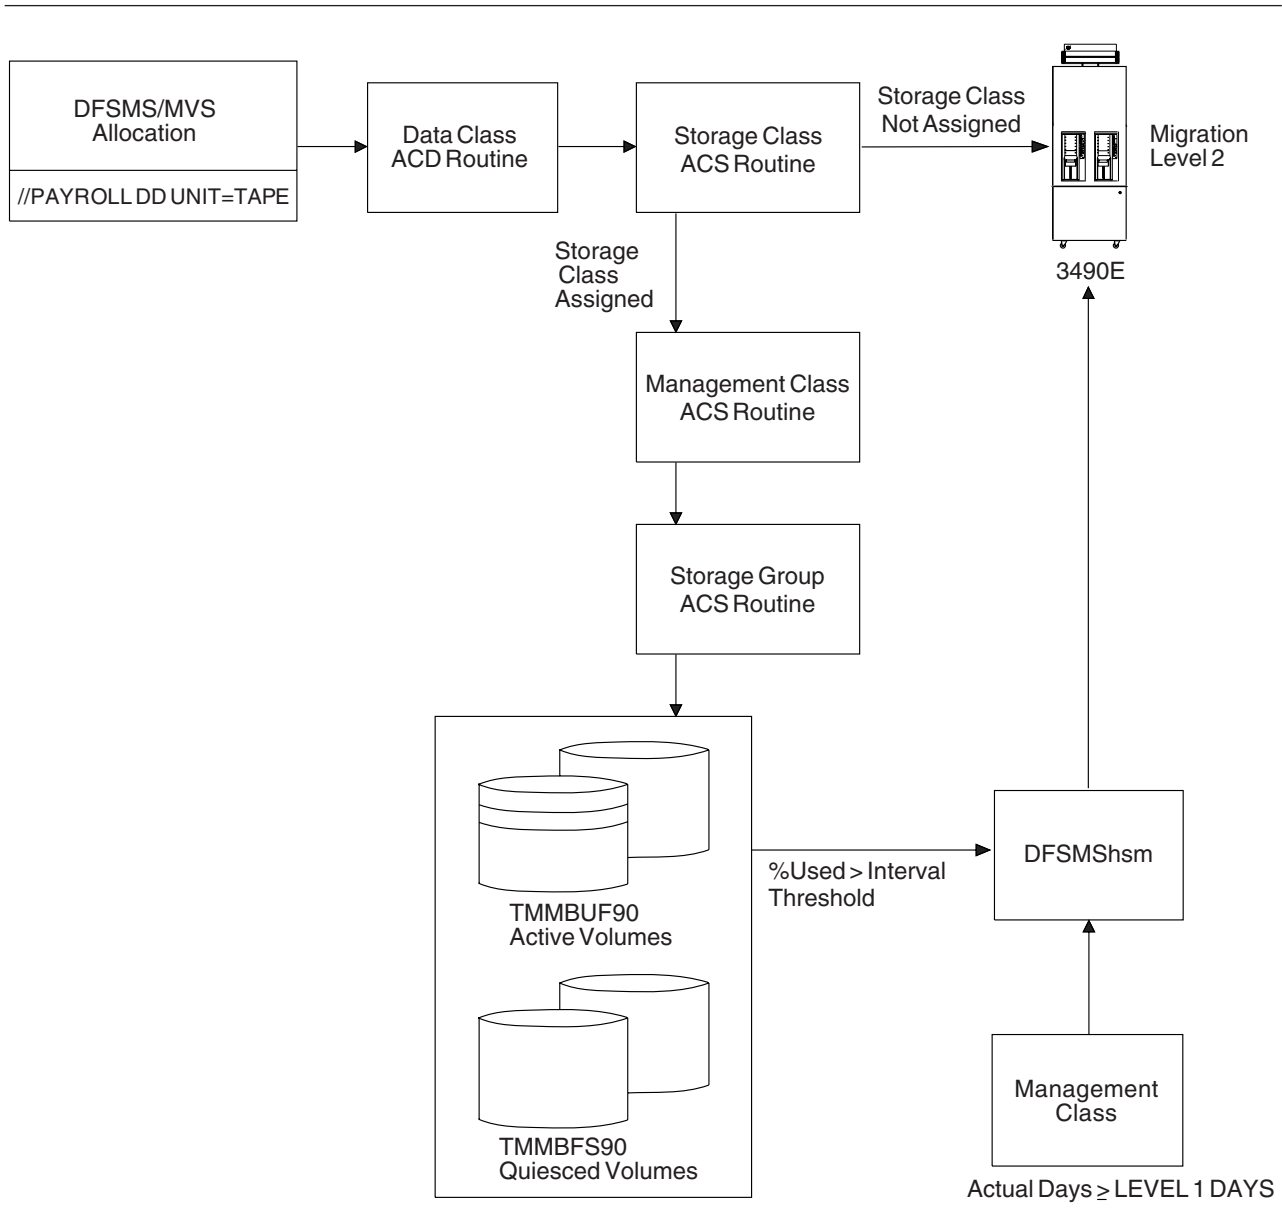 DFSMS/MVS
Allocation
//PAYROLL DD UNIT=TAPE
Data Class
ACD Routine
Storage Class
ACS Routine
Storage Class
Not Assigned
Migration
Level 2
3490E
Storage
Class
Assigned
Management Class
ACS Routine
Storage Group
ACS Routine
TMMBUF90
Active Volumes
%Used > Interval
Threshold
DFSMShsm
TMMBFS90
Quiesced Volumes
Management
Class
Actual Days ≥ LEVEL 1 DAYS